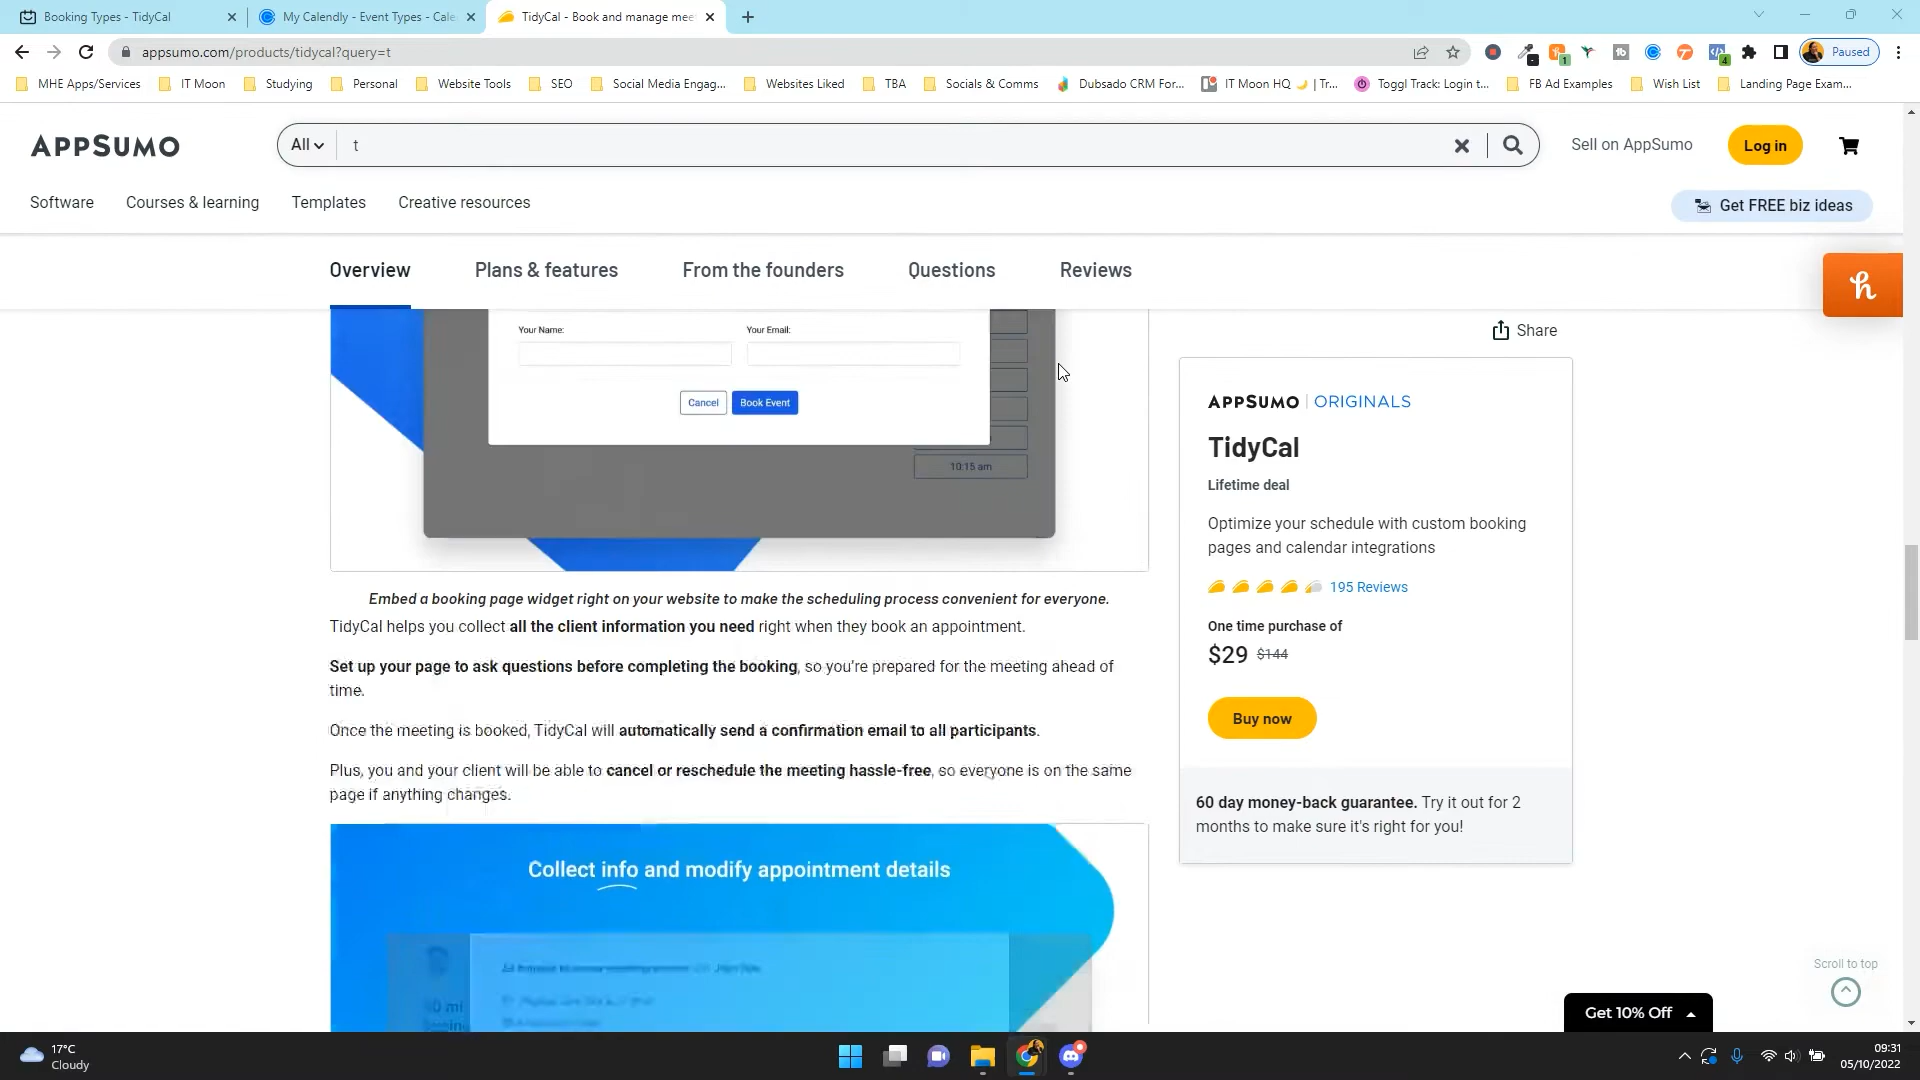 Booking Types - TidyCal
My Calendly - Event Types - Cale
TidyCal - Book and manage mee
appsumo.com/products/tidycal?query=t
1
4
Paused
MHE Apps/Services
IT Moon
Studying
Personal
Website Tools
SEO
Social Media Engag...
Websites Liked
TBA
Socials & Comms
Dubsado CRM For...
IT Moon HQ 🌙 | Tr...
Toggl Track: Login t...
FB Ad Examples
Wish List
Landing Page Exam...
APPSUMO
All
t
Sell on AppSumo
Log in
Software
Courses & learning
Templates
Creative resources
Get FREE biz ideas
Overview
Plans & features
From the founders
Questions
Reviews
Share
Your Name:
Your Email:
Cancel
Book Event
10:15 am
Embed a booking page widget right on your website to make the scheduling process convenient for everyone.
TidyCal helps you collect all the client information you need right when they book an appointment.
Set up your page to ask questions before completing the booking, so you're prepared for the meeting ahead of
time.
Once the meeting is booked, TidyCal will automatically send a confirmation email to all participants.
Plus, you and your client will be able to cancel or reschedule the meeting hassle-free, so everyone is on the same
page if anything changes.
Collect info and modify appointment details
APPSUMO | ORIGINALS
TidyCal
Lifetime deal
Optimize your schedule with custom booking
pages and calendar integrations
195 Reviews
One time purchase of
$29 $144
Buy now
60 day money-back guarantee. Try it out for 2
months to make sure it's right for you!
Scroll to top
Get 10% Off
17°C
Cloudy
09:31
05/10/2022